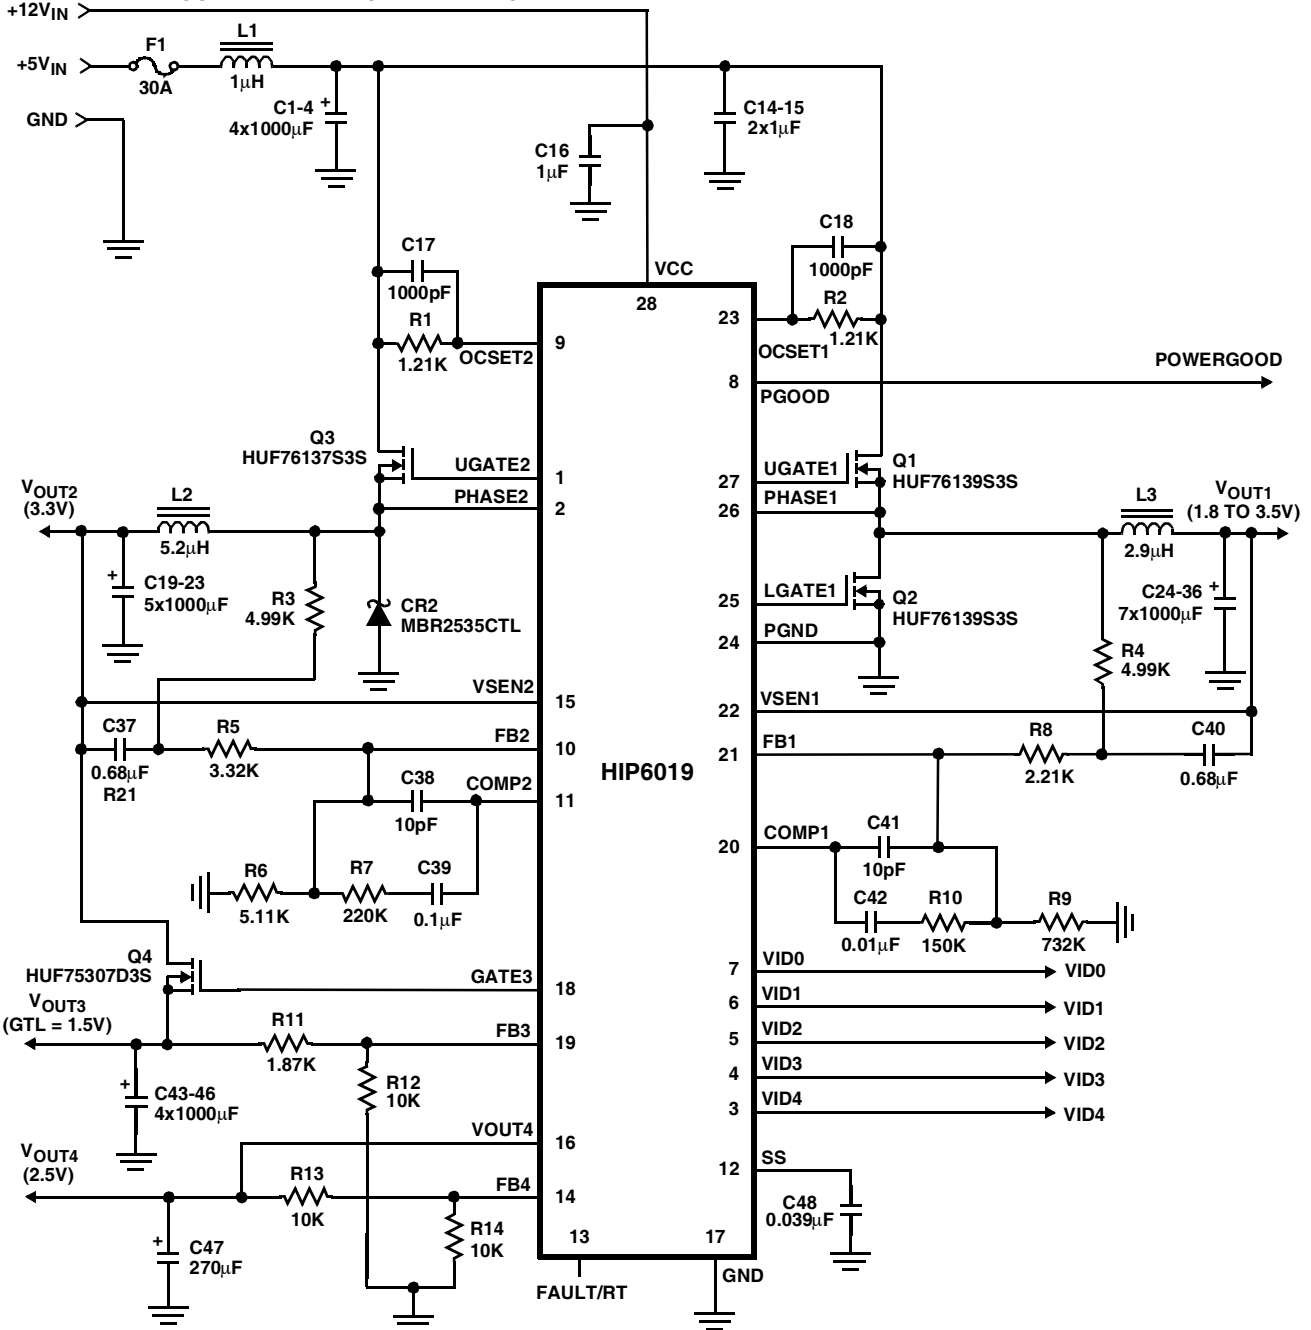 +12VIN
+5VIN
F1
30A
L1
1µH
GND
C1-4
4x1000µF
+
C16
1µF
C14-15
2x1µF
C17
1000pF
R1
1.21K
OCSET2
9
VCC
28
C18
1000pF
R2
1.21K
23
OCSET1
POWERGOOD
8
PGOOD
Q3
HUF76137S3S
UGATE2
1
PHASE2
2
27
UGATE1
Q1
HUF76139S3S
26
PHASE1
VOUT2
(3.3V)
L2
5.2µH
L3
2.9µH
VOUT1
(1.8 TO 3.5V)
+
C19-23
5x1000µF
R3
4.99K
CR2
MBR2535CTL
25
LGATE1
Q2
HUF76139S3S
24
PGND
C24-36
7x1000µF
+
R4
4.99K
VSEN2
15
22
VSEN1
C37
0.68µF
R21
R5
3.32K
FB2
10
21
FB1
R8
2.21K
C40
0.68µF
HIP6019
C38
10pF
COMP2
11
20
COMP1
C41
10pF
R6
5.11K
R7
220K
C39
0.1µF
C42
0.01µF
R10
150K
R9
732K
Q4
HUF75307D3S
GATE3
18
7
VID0
VID0
6
VID1
VID1
5
VID2
VID2
4
VID3
VID3
3
VID4
VID4
VOUT3
(GTL = 1.5V)
R11
1.87K
FB3
19
+
C43-46
4x1000µF
R12
10K
VOUT4
16
VOUT4
(2.5V)
R13
10K
FB4
14
R14
10K
+
C47
270µF
12
SS
C48
0.039µF
13
FAULT/RT
17
GND